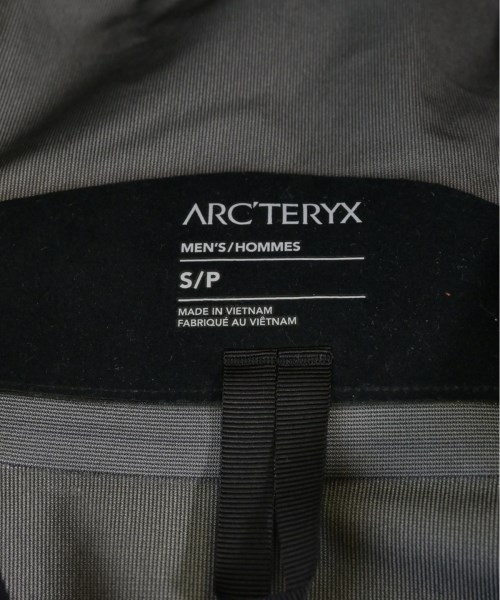 ARC'TERYX
MEN'S/HOMMES
S/P
MADE IN VIETNAM
FABRIQUÉ AU VIÊTNAM